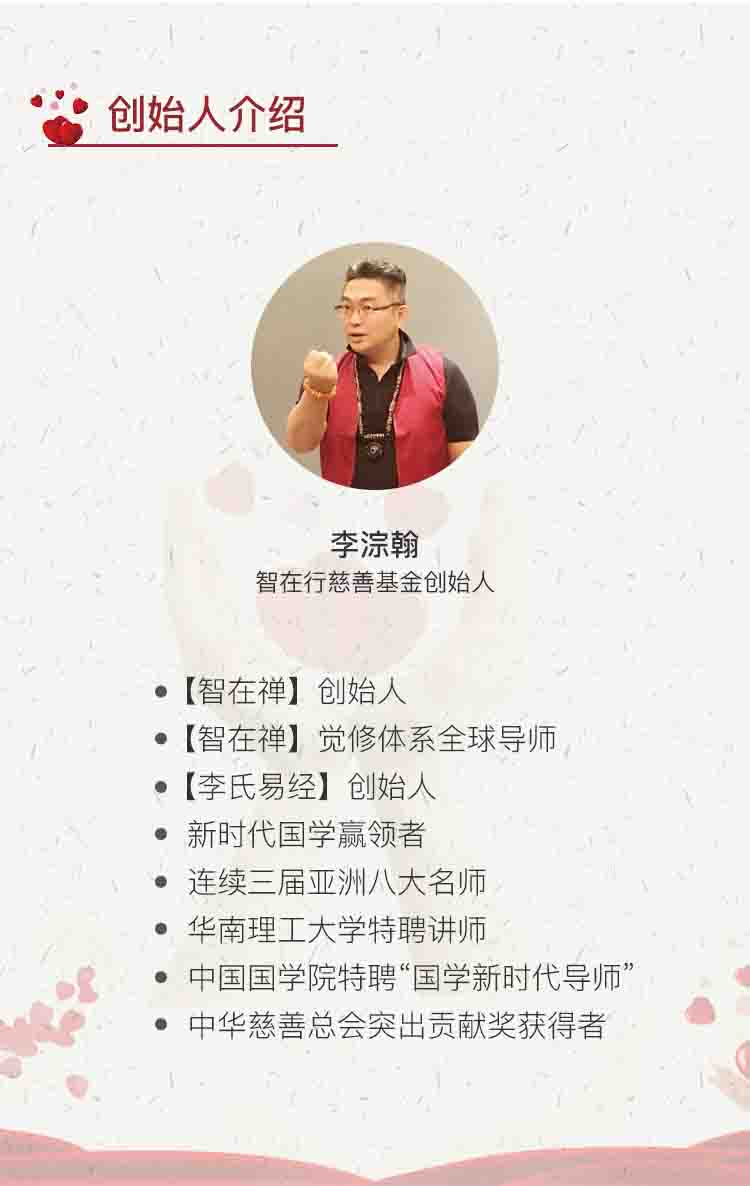 创始人介绍
李淙翰
智在行慈善基金创始人
●【智在禅】创始人
●【智在禅】觉修体系全球导师
●【李氏易经】创始人
● 新时代国学赢领者
● 连续三届亚洲八大名师
● 华南理工大学特聘讲师
● 中国国学院特聘“国学新时代导师”
● 中华慈善总会突出贡献奖获得者